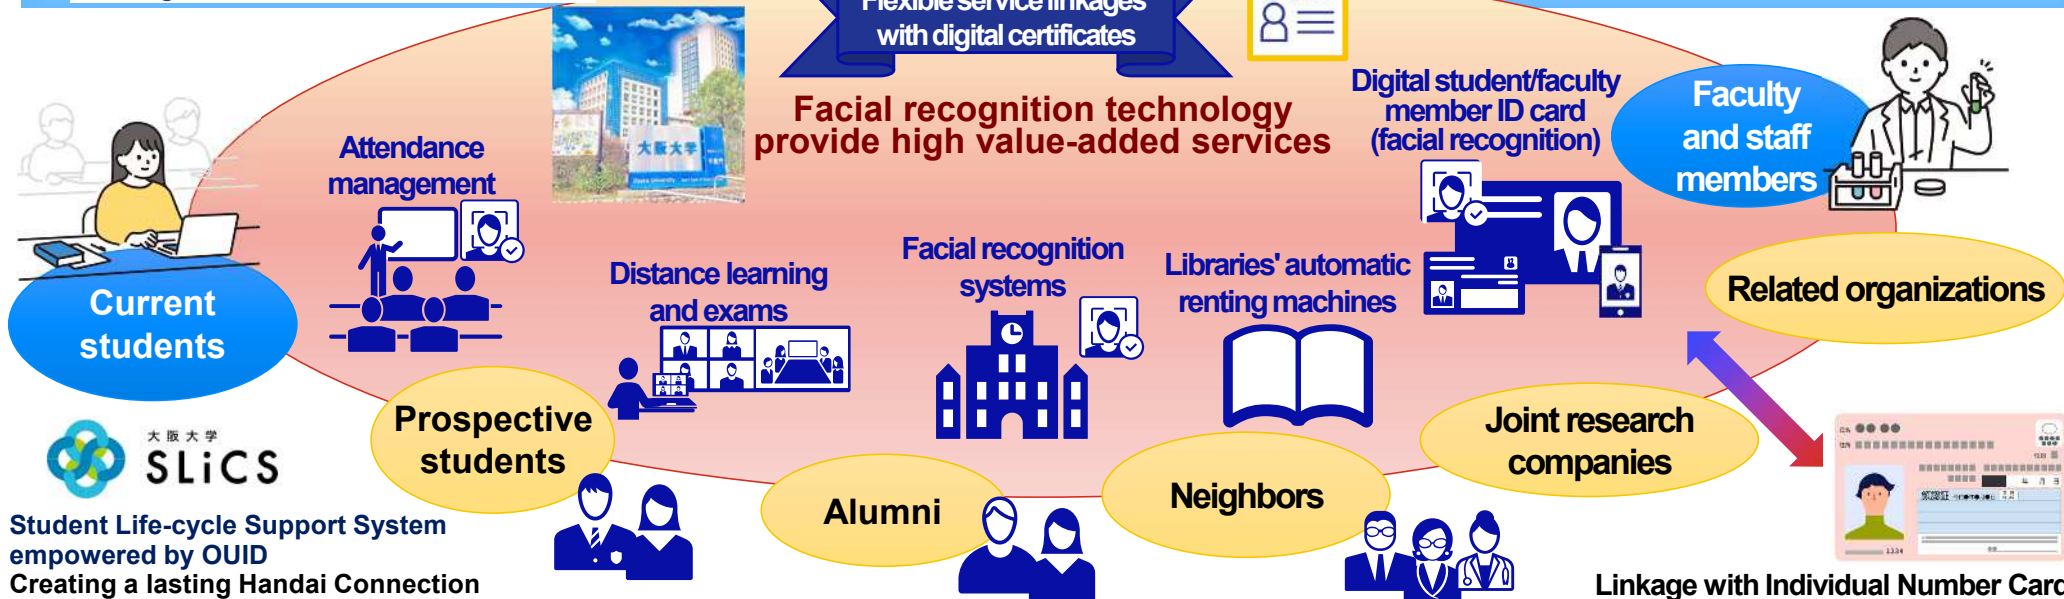 Flexible service linkages
with digital certificates
Facial recognition technology
provide high value-added services
Digital student/faculty
member ID card
(facial recognition)
Faculty
and staff
members
Attendance
management
大阪大学
Distance learning
and exams
Facial recognition
systems
Libraries' automatic
renting machines
Related organizations
Current
students
Prospective
students
Alumni
Neighbors
Joint research
companies
大阪大学
SLiCS
Student Life-cycle Support System
empowered by OUID
Creating a lasting Handai Connection
1234
Linkage with Individual Number Card